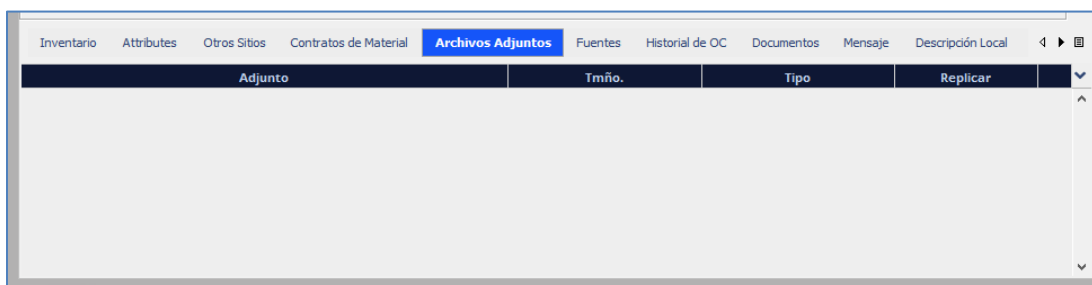 Inventario Attributes Otros Sitios Contratos de Material Archivos Adjuntos Fuentes Historial de OC Documentos Mensaje Descripción Local
Adjunto Tmño. Tipo Replicar